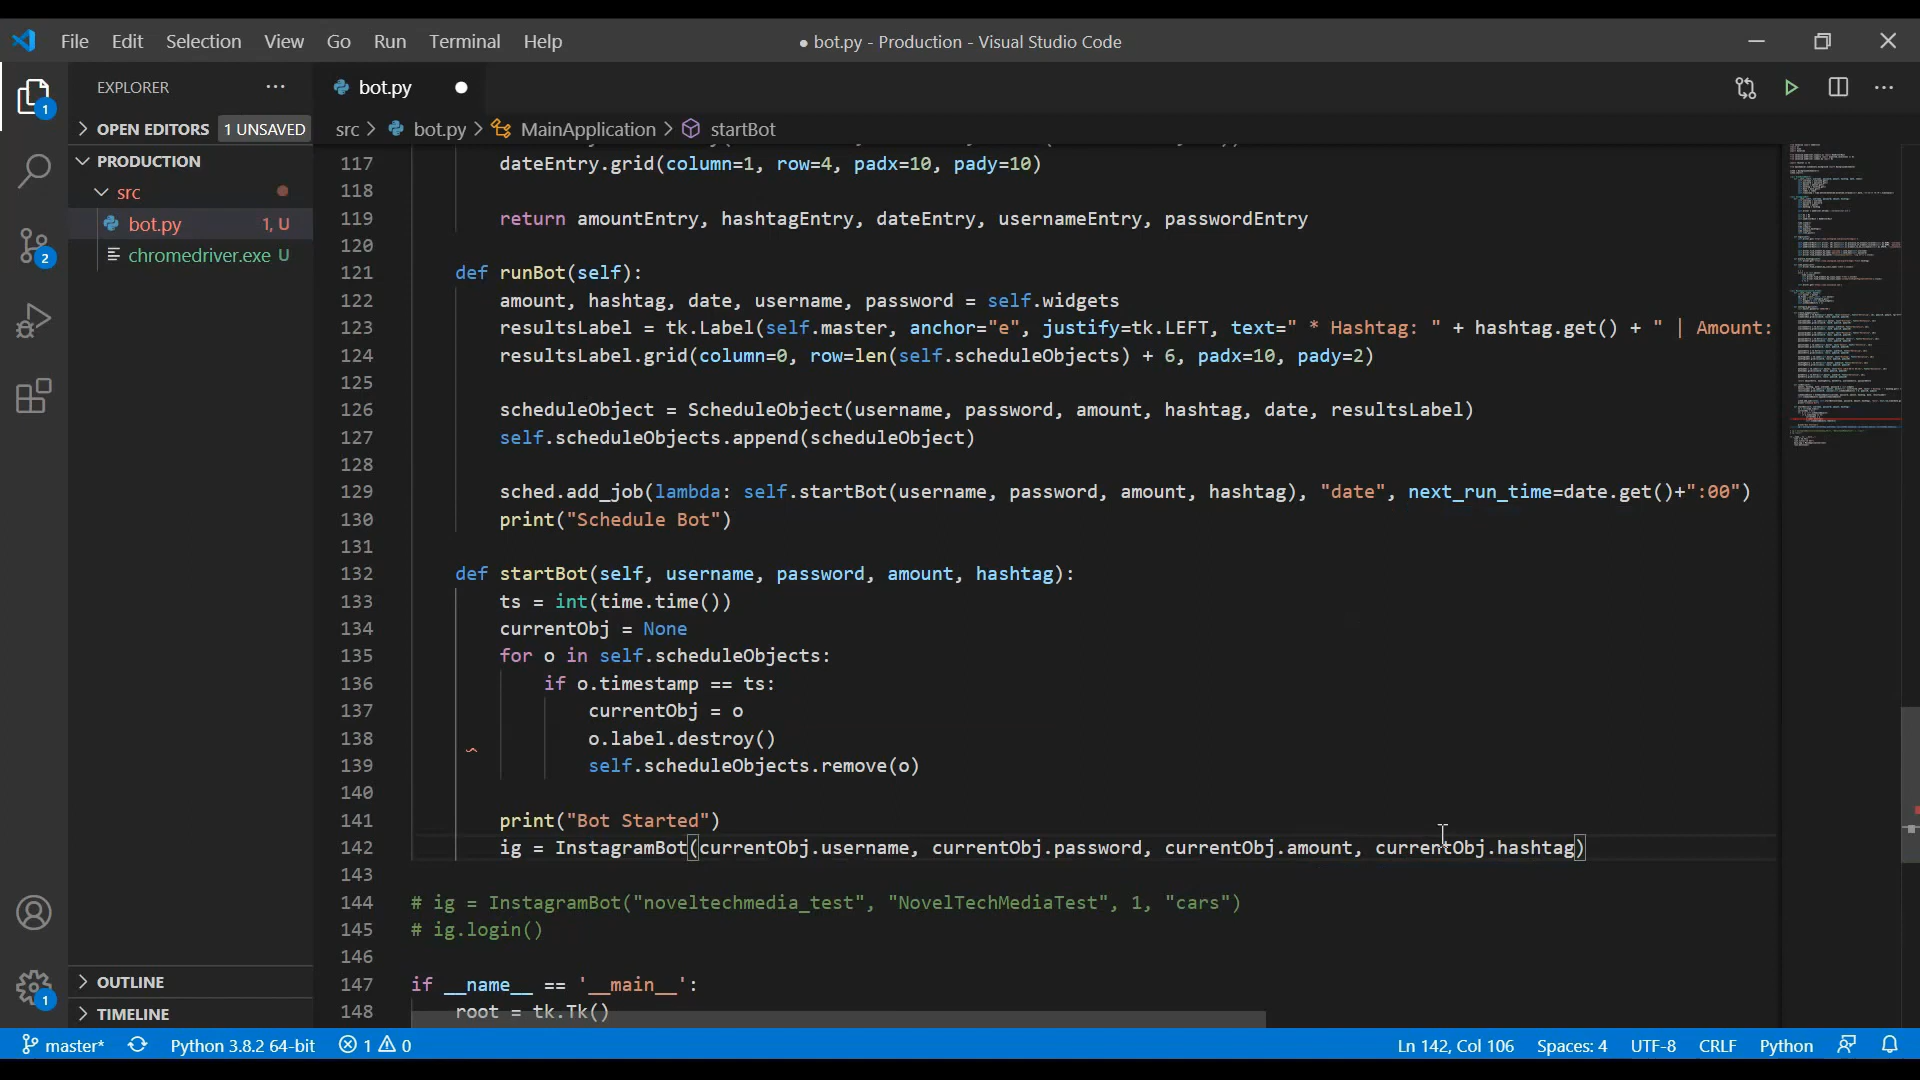 File Edit Selection View Go Run Terminal Help
● bot.py - Production - Visual Studio Code
EXPLORER ...
bot.py
OPEN EDITORS 1 UNSAVED
src > bot.py > MainApplication > startBot
PRODUCTION
src
bot.py 1, U
chromedriver.exe U
117 dateEntry.grid(column=1, row=4, padx=10, pady=10)
118
119 return amountEntry, hashtagEntry, dateEntry, usernameEntry, passwordEntry
120
121 def runBot(self):
122 amount, hashtag, date, username, password = self.widgets
123 resultsLabel = tk.Label(self.master, anchor="e", justify=tk.LEFT, text=" * Hashtag: " + hashtag.get() + " | Amount:
124 resultsLabel.grid(column=0, row=len(self.scheduleObjects) + 6, padx=10, pady=2)
125
126 scheduleObject = ScheduleObject(username, password, amount, hashtag, date, resultsLabel)
127 self.scheduleObjects.append(scheduleObject)
128
129 sched.add_job(lambda: self.startBot(username, password, amount, hashtag), "date", next_run_time=date.get()+":00")
130 print("Schedule Bot")
131
132 def startBot(self, username, password, amount, hashtag):
133 ts = int(time.time())
134 currentObj = None
135 for o in self.scheduleObjects:
136 if o.timestamp == ts:
137 currentObj = o
138 o.label.destroy()
139 self.scheduleObjects.remove(o)
140
141 print("Bot Started")
142 ig = InstagramBot(currentObj.username, currentObj.password, currentObj.amount, currentObj.hashtag)
143
144 # ig = InstagramBot("noveltechmedia_test", "NovelTechMediaTest", 1, "cars")
145 # ig.login()
146
147 if __name__ == '__main__':
148 root = tk.Tk()
1
2
1
OUTLINE
TIMELINE
master* Python 3.8.2 64-bit 1 0 Ln 142, Col 106 Spaces: 4 UTF-8 CRLF Python